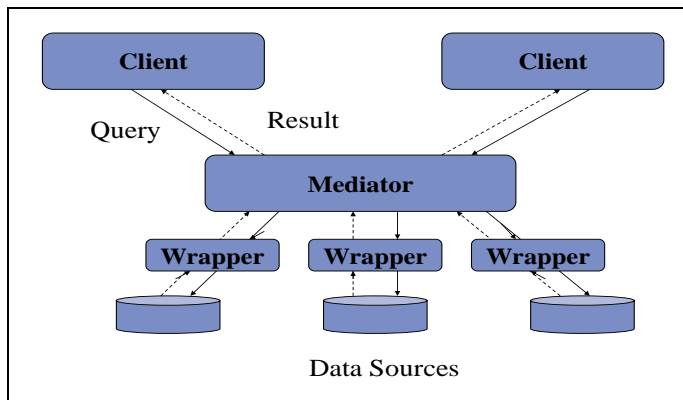 Client
Client
Query
Result
Mediator
Wrapper
Wrapper
Wrapper
Data Sources